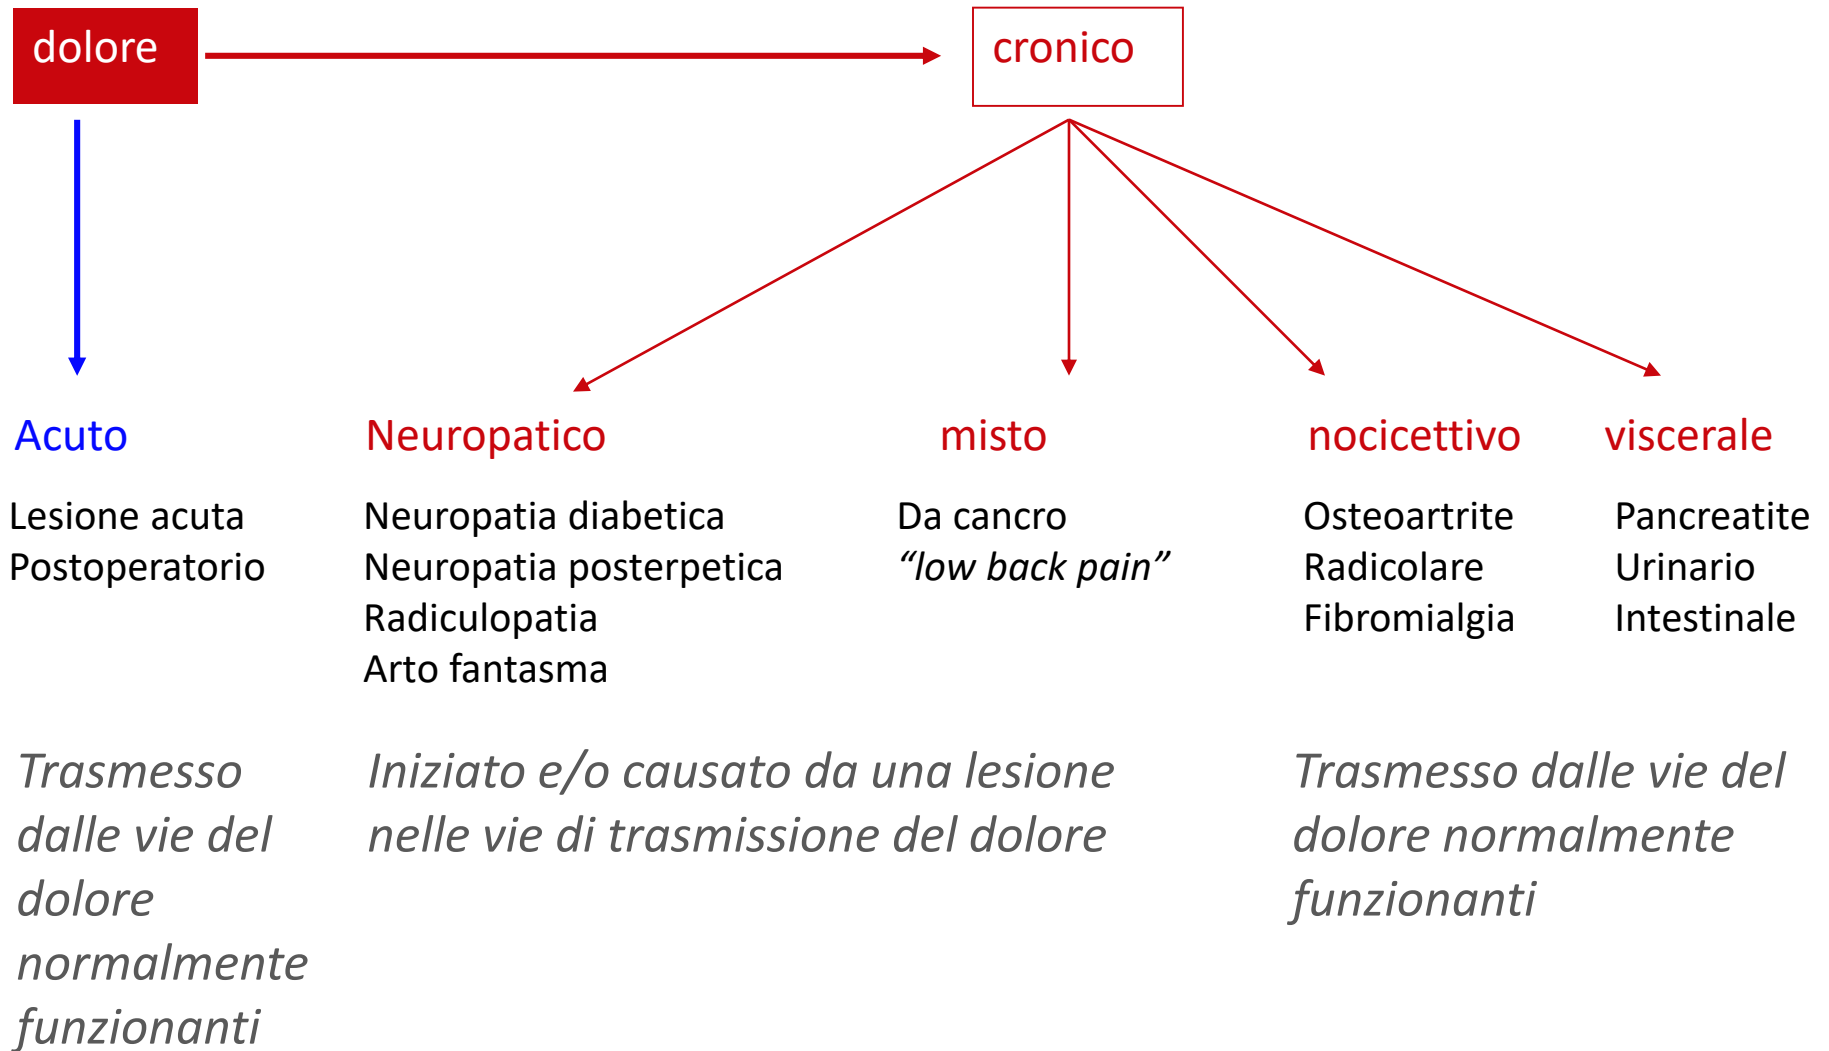 dolore
cronico
Acuto
Lesione acuta
Postoperatorio
Trasmesso
dalle vie del
dolore
normalmente
funzionanti
Neuropatico
Neuropatia diabetica
Neuropatia posterpetica
Radiculopatia
Arto fantasma
misto
Da cancro
“low back pain”
Iniziato e/o causato da una lesione
nelle vie di trasmissione del dolore
nocicettivo
Osteoartrite
Radicolare
Fibromialgia
viscerale
Pancreatite
Urinario
Intestinale
Trasmesso dalle vie del
dolore normalmente
funzionanti